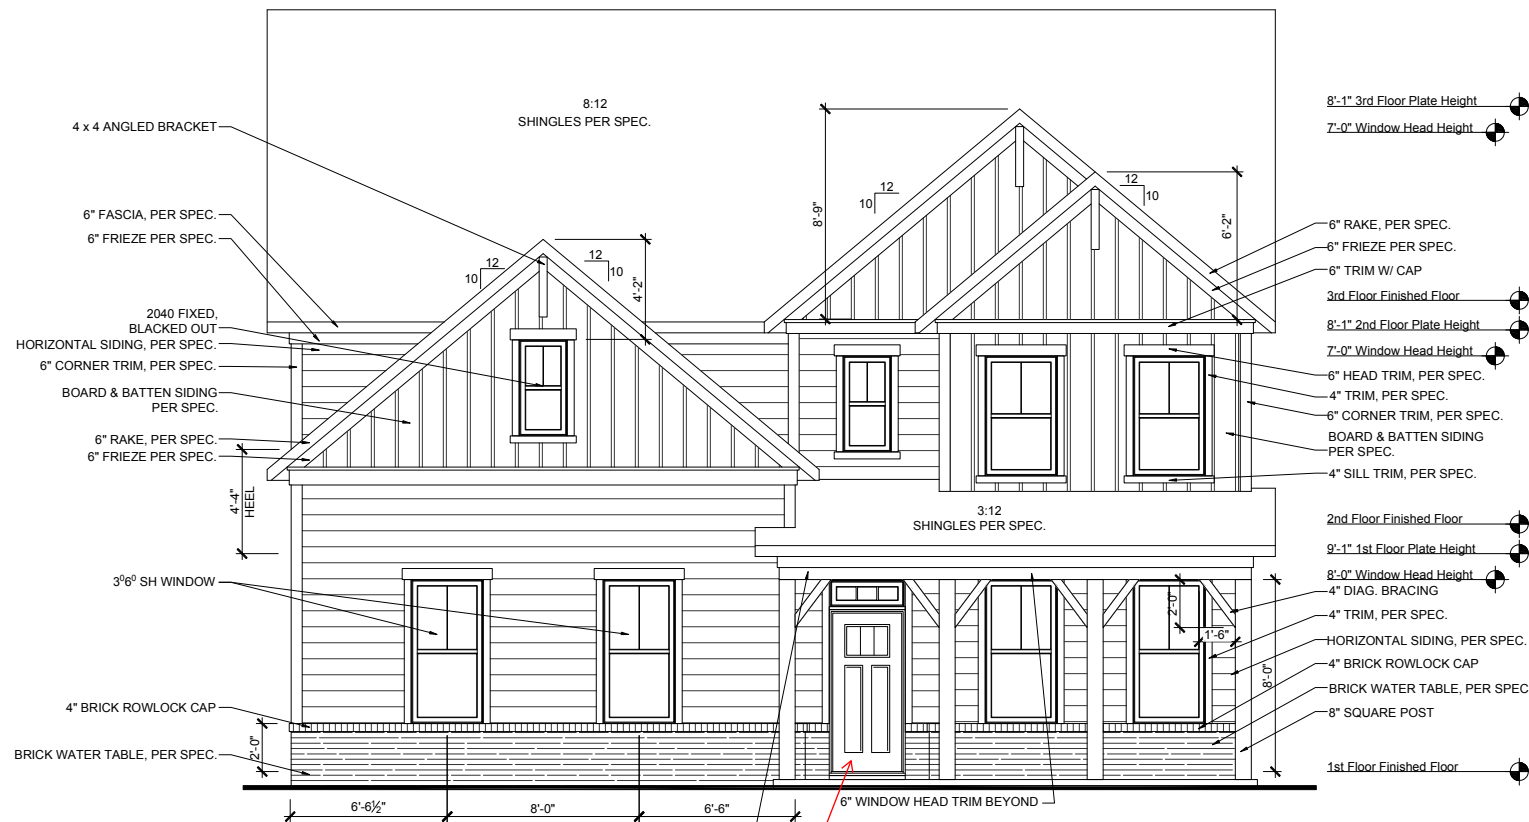 8:12
SHINGLES PER SPEC.
4 x 4 ANGLED BRACKET
6" FASCIA, PER SPEC.
6" FRIEZE PER SPEC.
2040 FIXED,
BLACKED OUT
HORIZONTAL SIDING, PER SPEC.
6" CORNER TRIM, PER SPEC.
BOARD & BATTEN SIDING
PER SPEC.
6" RAKE, PER SPEC.
6" FRIEZE PER SPEC.
4'-4"
HEEL
3⁰6⁰ SH WINDOW
4" BRICK ROWLOCK CAP
2'-0"
BRICK WATER TABLE, PER SPEC.
12
10
12
10
4'-2"
8'-9"
12
10
12
10
6'-2"
3:12
SHINGLES PER SPEC.
2'-0"
1'-6"
8'-0"
6'-6½"
8'-0"
6'-6"
6" WINDOW HEAD TRIM BEYOND
8'-1" 3rd Floor Plate Height
7'-0" Window Head Height
6" RAKE, PER SPEC.
6" FRIEZE PER SPEC.
6" TRIM W/ CAP
3rd Floor Finished Floor
8'-1" 2nd Floor Plate Height
7'-0" Window Head Height
6" HEAD TRIM, PER SPEC.
4" TRIM, PER SPEC.
6" CORNER TRIM, PER SPEC.
BOARD & BATTEN SIDING
PER SPEC.
4" SILL TRIM, PER SPEC.
2nd Floor Finished Floor
9'-1" 1st Floor Plate Height
8'-0" Window Head Height
4" DIAG. BRACING
4" TRIM, PER SPEC.
HORIZONTAL SIDING, PER SPEC.
4" BRICK ROWLOCK CAP
BRICK WATER TABLE, PER SPEC
8" SQUARE POST
1st Floor Finished Floor